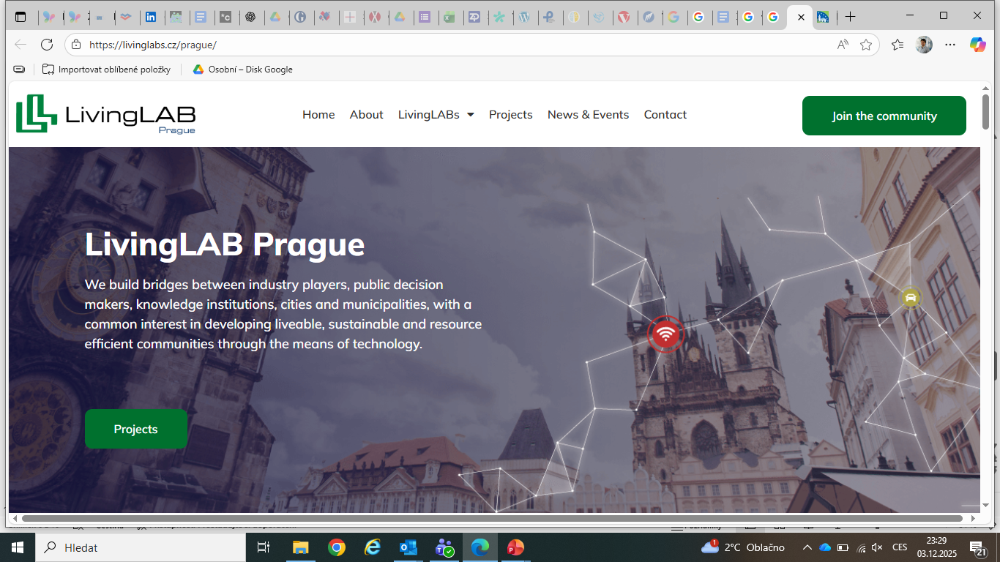 https://livinglabs.cz/prague/
Importovat oblíbené položky
Osobní – Disk Google
LivingLAB
Prague
Home
About
LivingLABs
Projects
News & Events
Contact
Join the community
LivingLAB Prague
We build bridges between industry players, public decision
makers, knowledge institutions, cities and municipalities, with a
common interest in developing liveable, sustainable and resource
efficient communities through the means of technology.
Projects
Hledat
1
2°C Oblačno
CES
23:29
03.12.2025
21